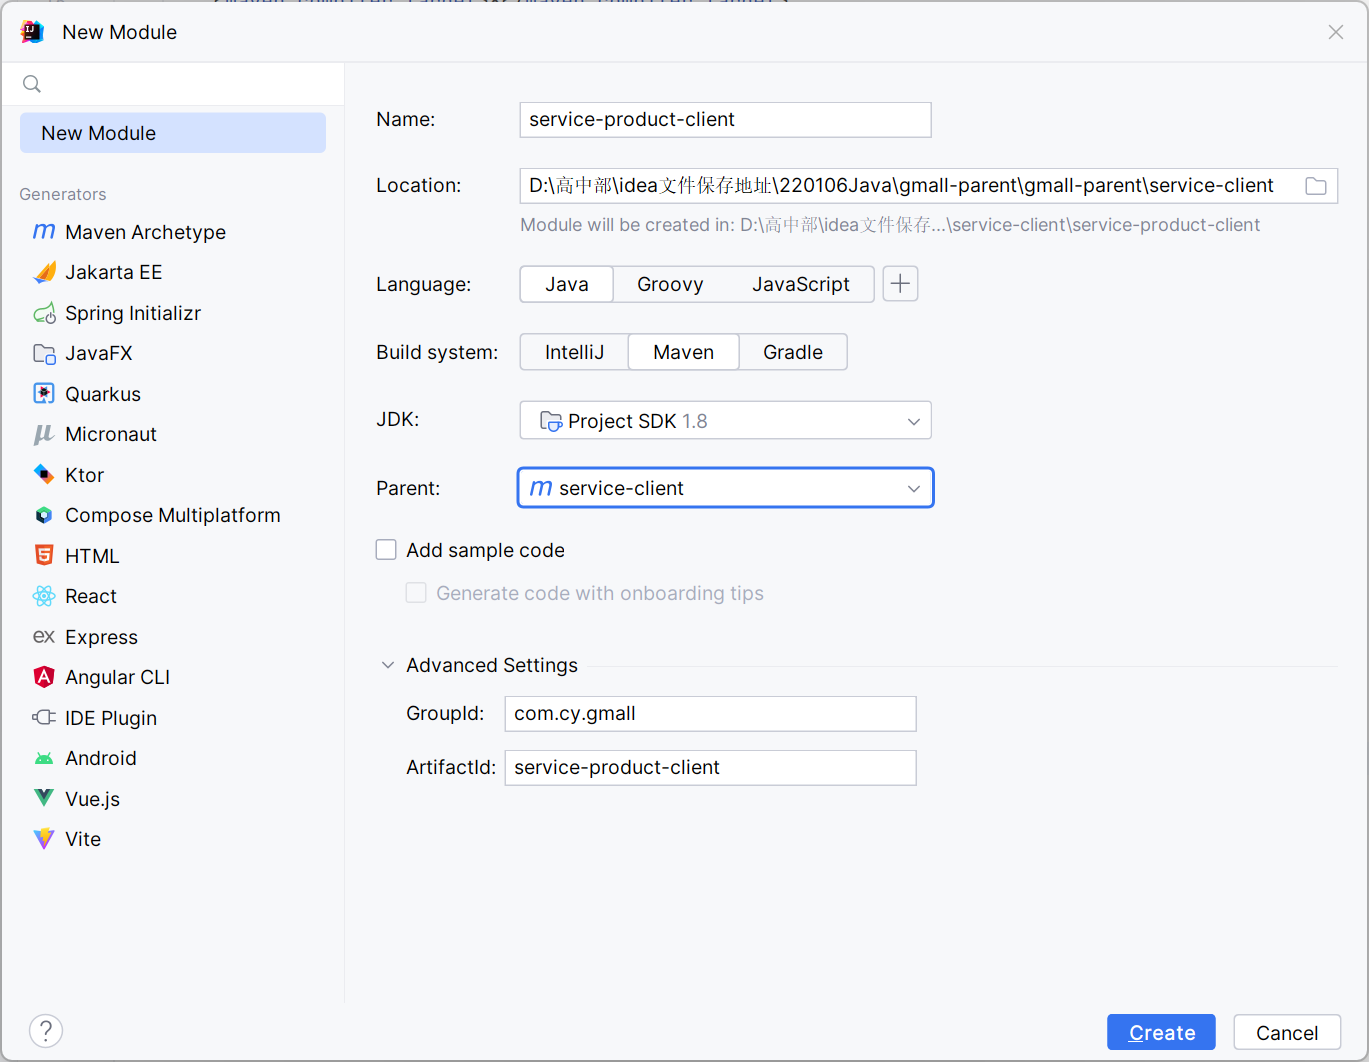 New Module
New Module
Generators
Maven Archetype
Jakarta EE
Spring Initializr
JavaFX
Quarkus
Micronaut
Ktor
Compose Multiplatform
HTML
React
Express
Angular CLI
IDE Plugin
Android
Vue.js
Vite
Name: service-product-client
Location: D:\高中部\idea文件保存地址\220106Java\gmall-parent\gmall-parent\service-client
Module will be created in: D:\高中部\idea文件保存...\service-client\service-product-client
Language: Java Groovy JavaScript
Build system: IntelliJ Maven Gradle
JDK: Project SDK 1.8
Parent: service-client
Add sample code
Generate code with onboarding tips
Advanced Settings
GroupId: com.cy.gmall
ArtifactId: service-product-client
? Create Cancel